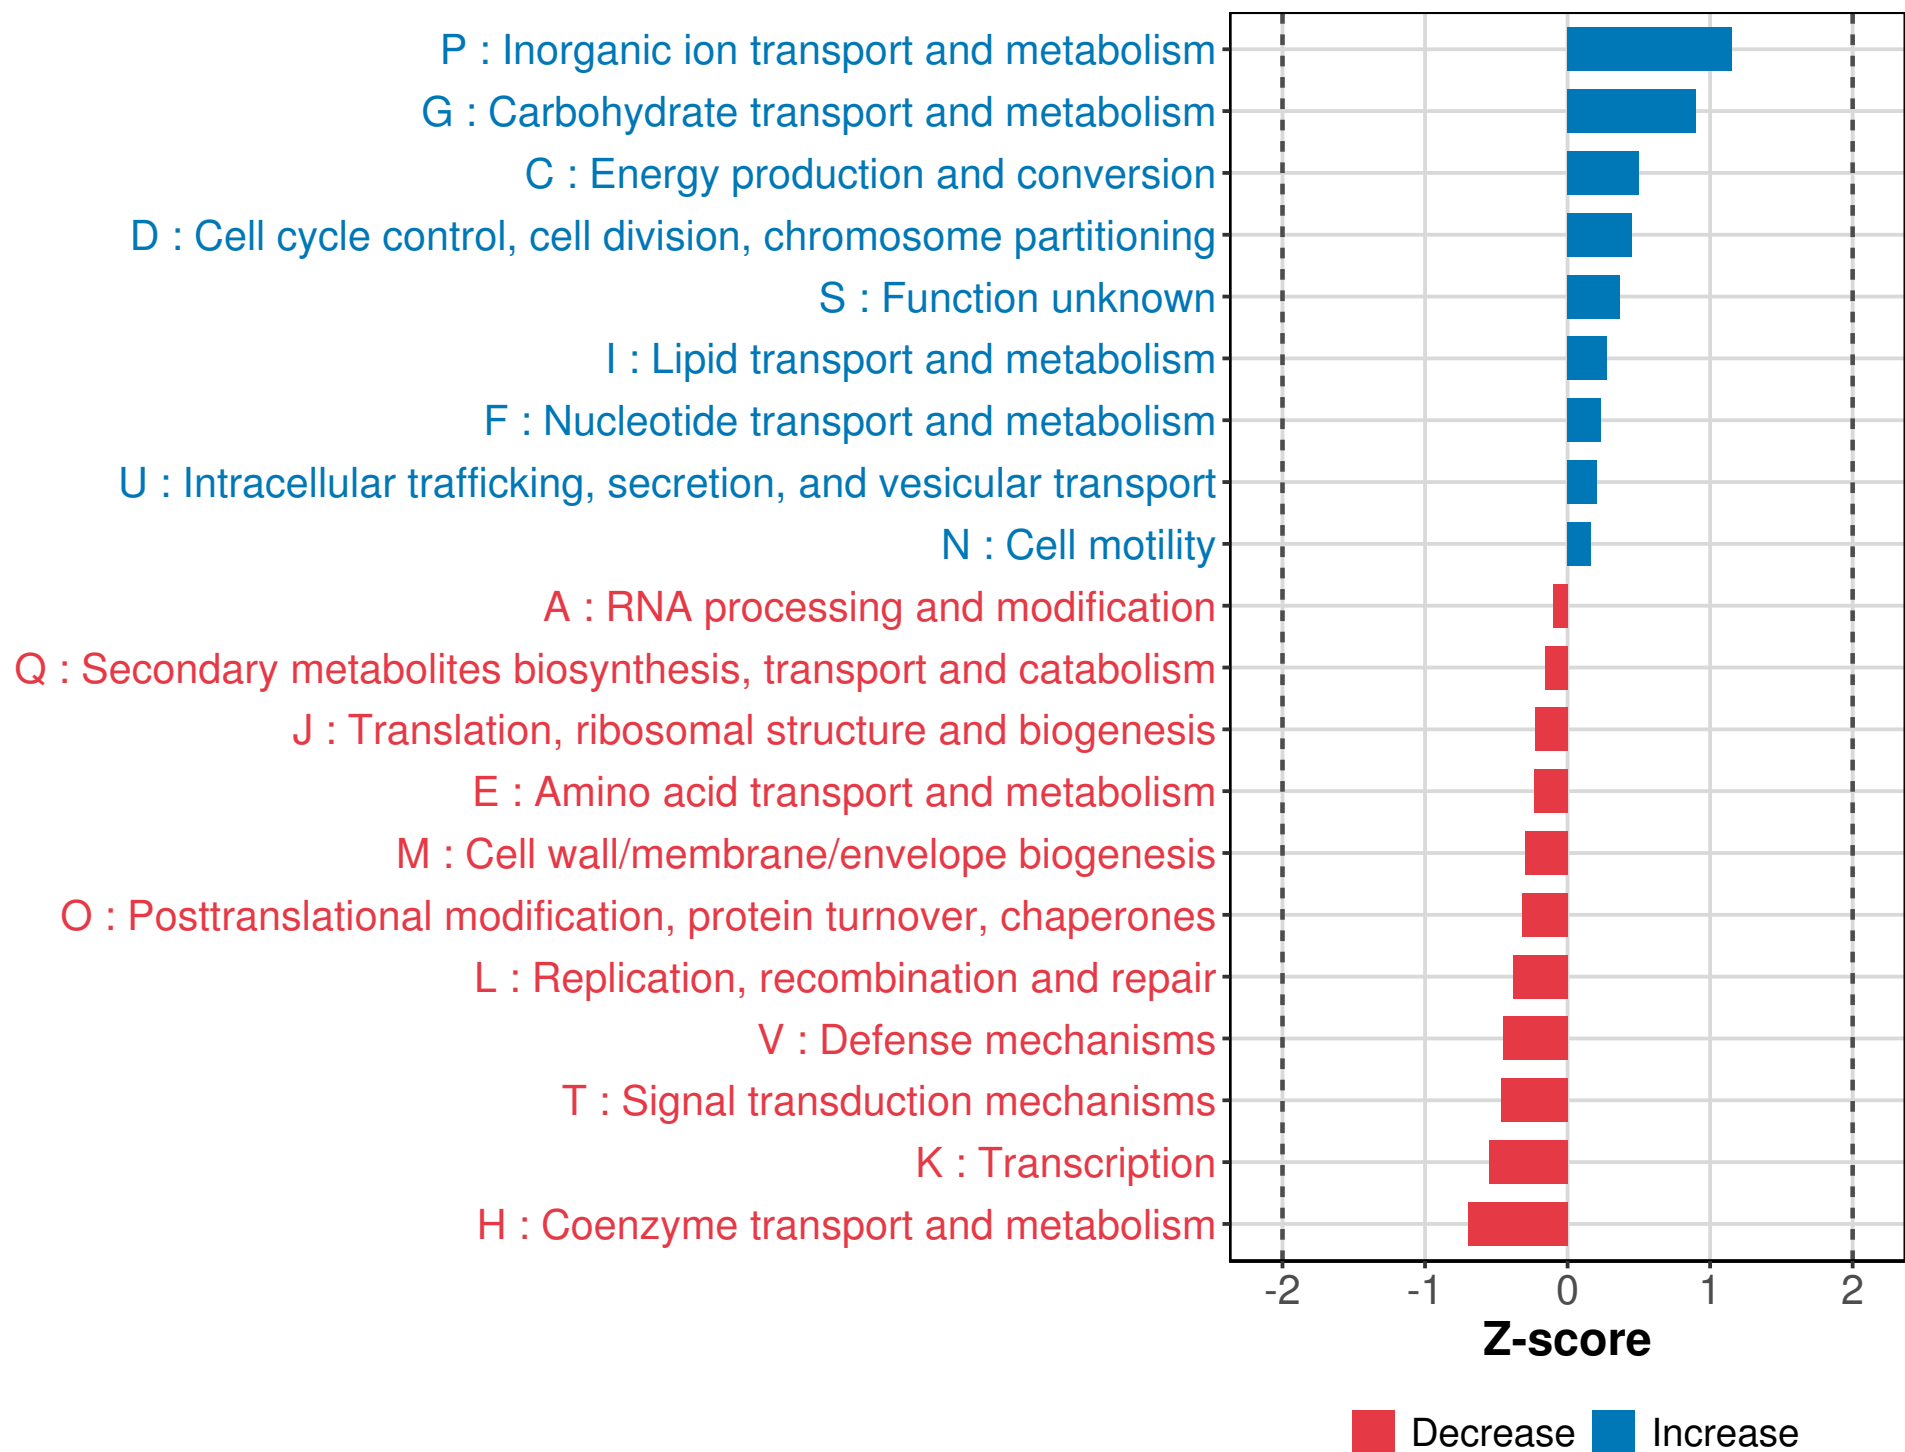 P : Inorganic ion transport and metabolism
G : Carbohydrate transport and metabolism
C : Energy production and conversion
D : Cell cycle control, cell division, chromosome partitioning
S : Function unknown
I : Lipid transport and metabolism
F : Nucleotide transport and metabolism
U : Intracellular trafficking, secretion, and vesicular transport
N : Cell motility
A : RNA processing and modification
Q : Secondary metabolites biosynthesis, transport and catabolism
J : Translation, ribosomal structure and biogenesis
E : Amino acid transport and metabolism
M : Cell wall/membrane/envelope biogenesis
O : Posttranslational modification, protein turnover, chaperones
L : Replication, recombination and repair
V : Defense mechanisms
T : Signal transduction mechanisms
K : Transcription
H : Coenzyme transport and metabolism
-2 -1 0 1 2
Z-score
Decrease Increase